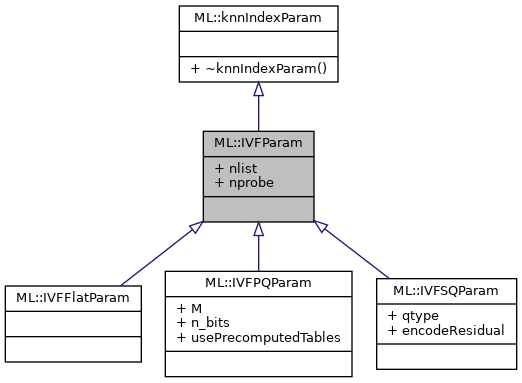 ML::knnIndexParam
+ ~knnIndexParam()
ML::IVFParam
+ nlist
+ nprobe
ML::IVFFlatParam
ML::IVFPQParam
+ M
+ n_bits
+ usePrecomputedTables
ML::IVFSQParam
+ qtype
+ encodeResidual